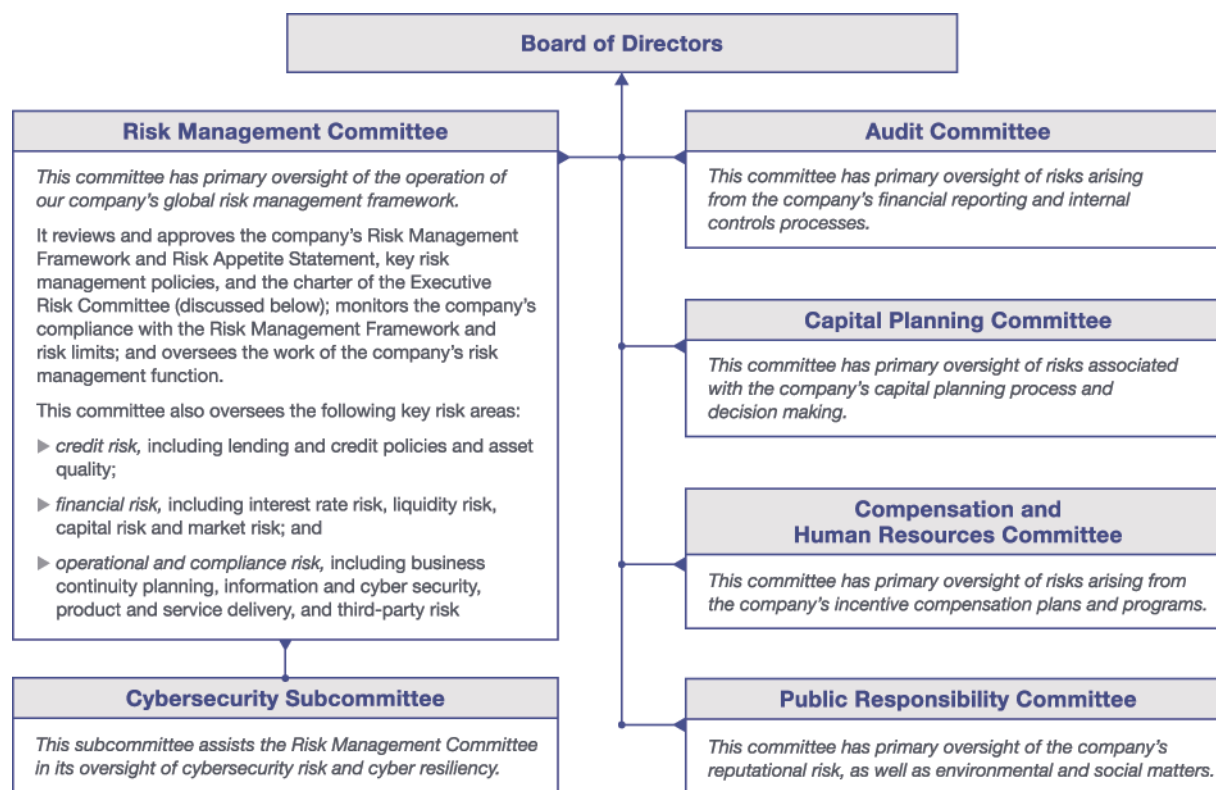 Board of Directors
Risk Management Committee
This committee has primary oversight of the operation of
our company's global risk management framework.
It reviews and approves the company's Risk Management
Framework and Risk Appetite Statement, key risk
management policies, and the charter of the Executive
Risk Committee (discussed below); monitors the company's
compliance with the Risk Management Framework and
risk limits; and oversees the work of the company's risk
management function.
This committee also oversees the following key risk areas:
credit risk, including lending and credit policies and asset
quality;
financial risk, including interest rate risk, liquidity risk,
capital risk and market risk; and
operational and compliance risk, including business
continuity planning, information and cyber security,
product and service delivery, and third-party risk
Cybersecurity Subcommittee
This subcommittee assists the Risk Management Committee
in its oversight of cybersecurity risk and cyber resiliency.
Audit Committee
This committee has primary oversight of risks arising
from the company's financial reporting and internal
controls processes.
Capital Planning Committee
This committee has primary oversight of risks associated
with the company's capital planning process and
decision making.
Compensation and
Human Resources Committee
This committee has primary oversight of risks arising from
the company's incentive compensation plans and programs.
Public Responsibility Committee
This committee has primary oversight of the company's
reputational risk, as well as environmental and social matters.